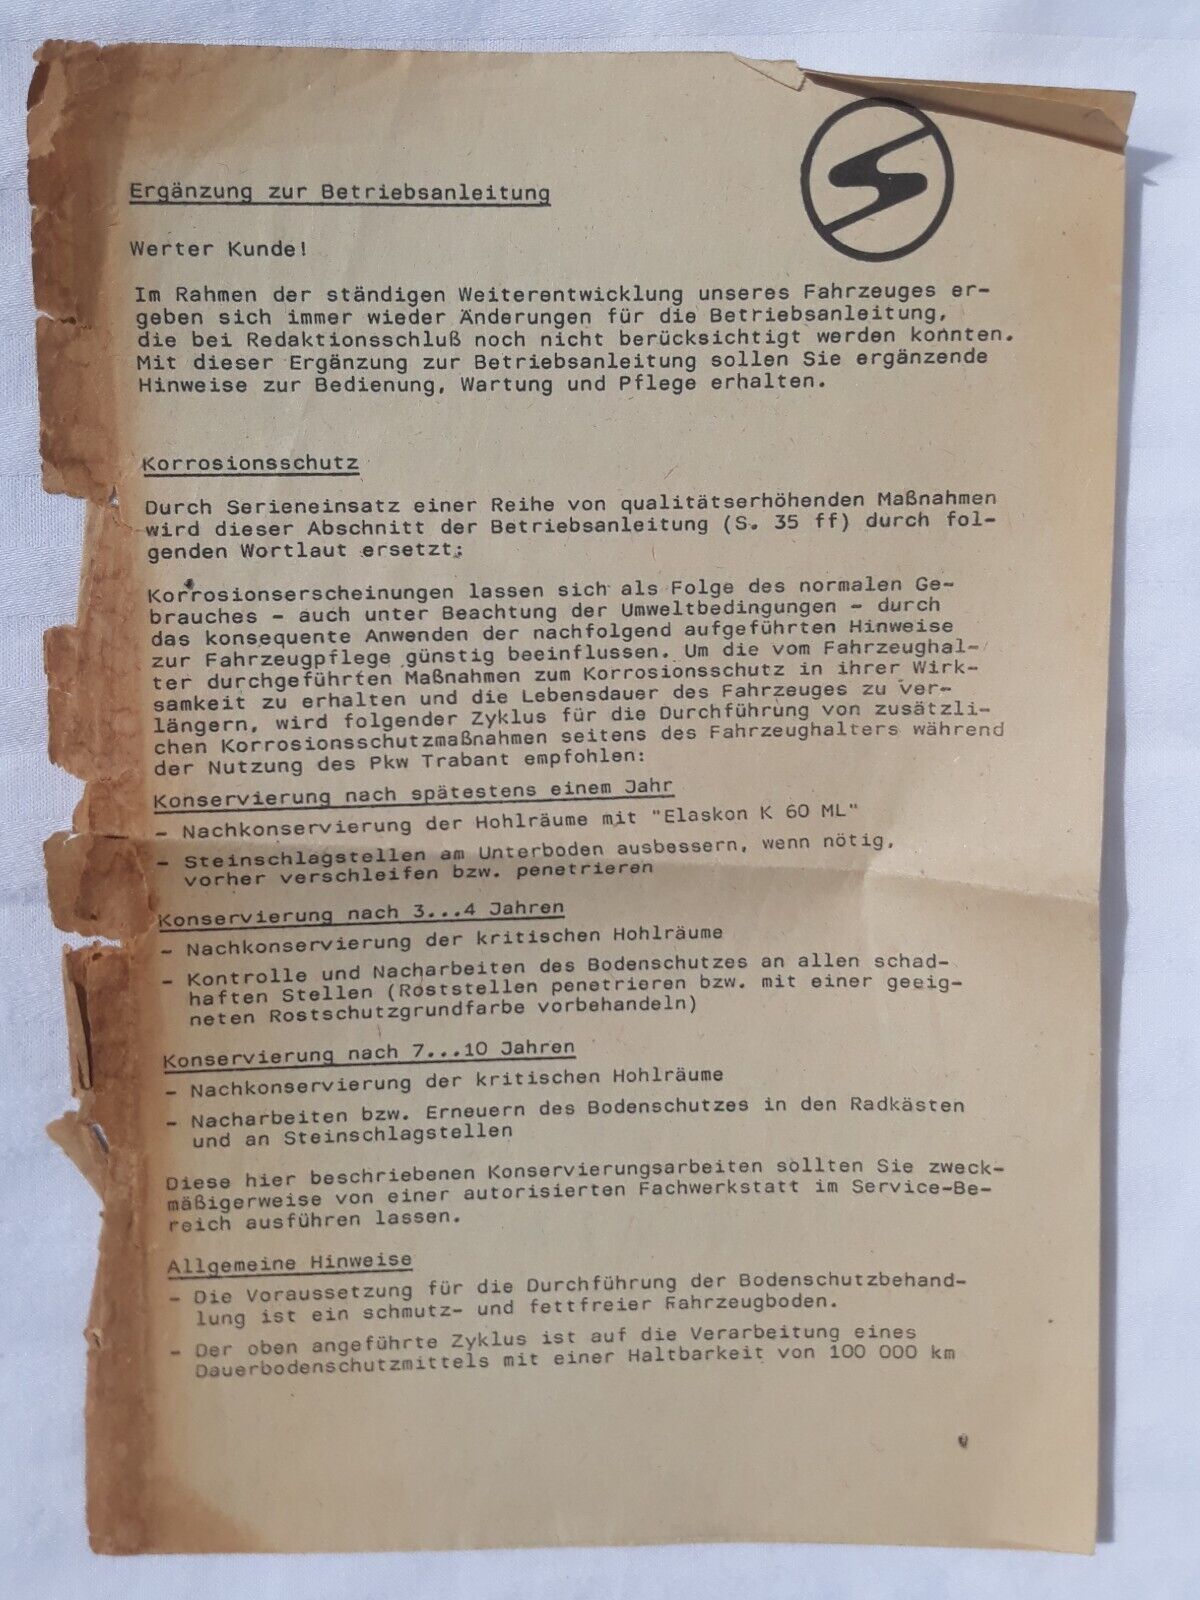 Ergänzung zur Betriebsanleitung
Werter Kunde!
Im Rahmen der ständigen Weiterentwicklung unseres Fahrzeuges er-
geben sich immer wieder Änderungen für die Betriebsanleitung,
die bei Redaktionsschluß noch nicht berücksichtigt werden konnten.
Mit dieser Ergänzung zur Betriebsanleitung sollen Sie ergänzende
Hinweise zur Bedienung, Wartung und Pflege erhalten.
Korrosionsschutz
Durch Serieneinsatz einer Reihe von qualitätserhöhenden Maßnahmen
wird dieser Abschnitt der Betriebsanleitung (S. 35 ff) durch fol-
genden Wortlaut ersetzt:
Korrosionserscheinungen lassen sich als Folge des normalen Ge-
brauches - auch unter Beachtung der Umweltbedingungen - durch
das konsequente Anwenden der nachfolgend aufgeführten Hinweise
zur Fahrzeugpflege günstig beeinflussen. Um die vom Fahrzeughal-
ter durchgeführten Maßnahmen zum Korrosionsschutz in ihrer Wirk-
samkeit zu erhalten und die Lebensdauer des Fahrzeuges zu ver-
längern, wird folgender Zyklus für die Durchführung von zusätzli-
chen Korrosionsschutzmaßnahmen seitens des Fahrzeughalters während
der Nutzung des Pkw Trabant empfohlen:
Konservierung nach spätestens einem Jahr
- Nachkonservierung der Hohlräume mit "Elaskon K 60 ML"
- Steinschlagstellen am Unterboden ausbessern, wenn nötig,
vorher verschleifen bzw. penetrieren
Konservierung nach 3...4 Jahren
- Nachkonservierung der kritischen Hohlräume
- Kontrolle und Nacharbeiten des Bodenschutzes an allen schad-
haften Stellen (Roststellen penetrieren bzw. mit einer geeig-
neten Rostschutzgrundfarbe vorbehandeln)
Konservierung nach 7...10 Jahren
- Nachkonservierung der kritischen Hohlräume
- Nacharbeiten bzw. Erneuern des Bodenschutzes in den Radkästen
und an Steinschlagstellen
Diese hier beschriebenen Konservierungsarbeiten sollten Sie zweck-
mäßigerweise von einer autorisierten Fachwerkstatt im Service-Be-
reich ausführen lassen.
Allgemeine Hinweise
- Die Voraussetzung für die Durchführung der Bodenschutzbehand-
lung ist ein schmutz- und fettfreier Fahrzeugboden.
- Der oben angeführte Zyklus ist auf die Verarbeitung eines
Dauerbodenschutzmittels mit einer Haltbarkeit von 100 000 km